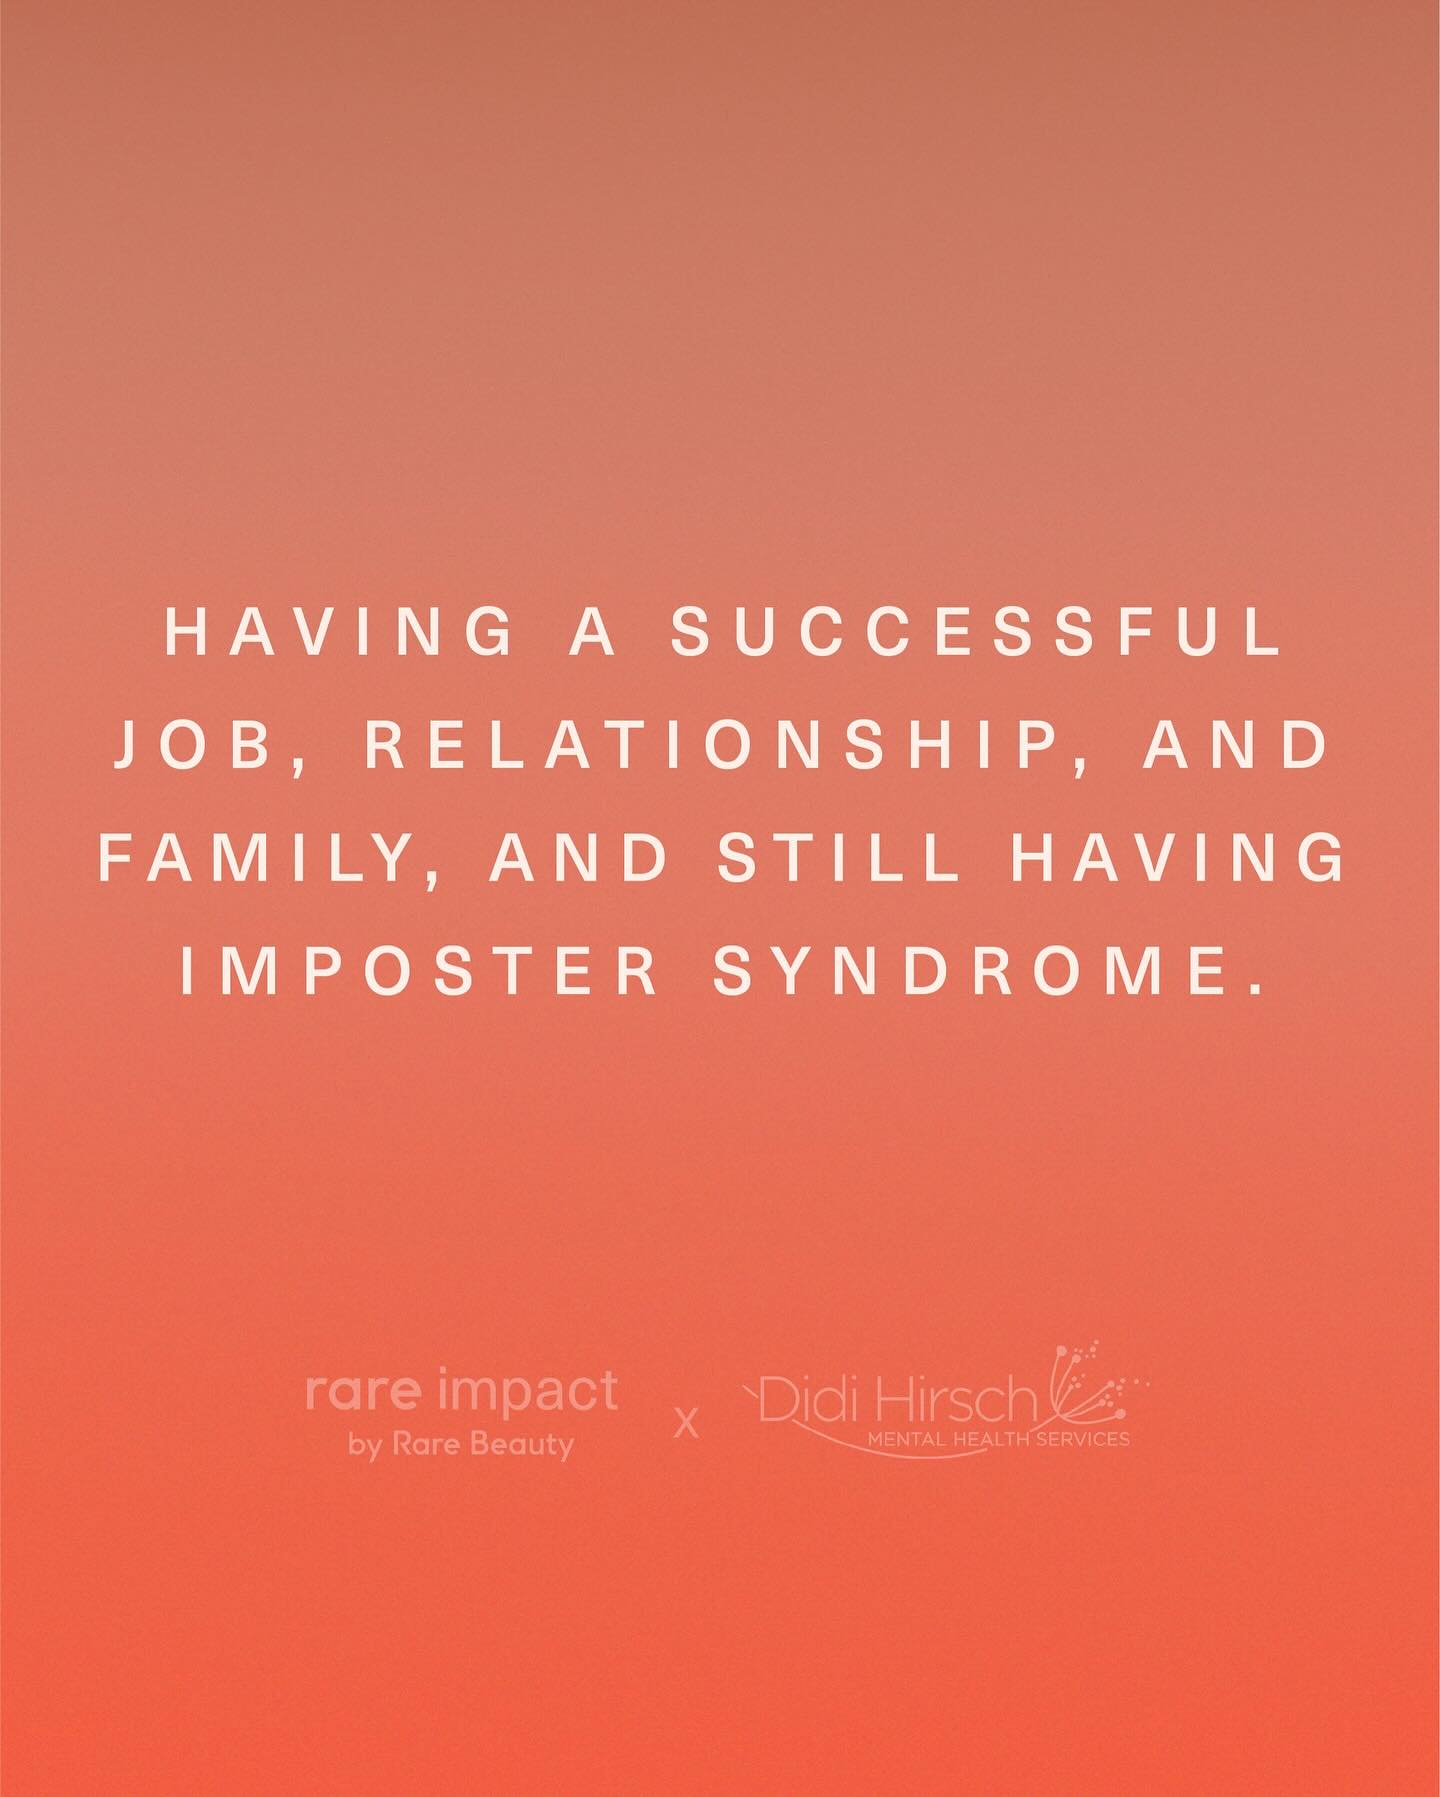 HAVING A SUCCESSFUL
JOB, RELATIONSHIP, AND
FAMILY, AND STILL HAVING
IMPOSTER SYNDROME.
rare impact
by Rare Beauty
X
Didi Hirsch
MENTAL HEALTH SERVICES